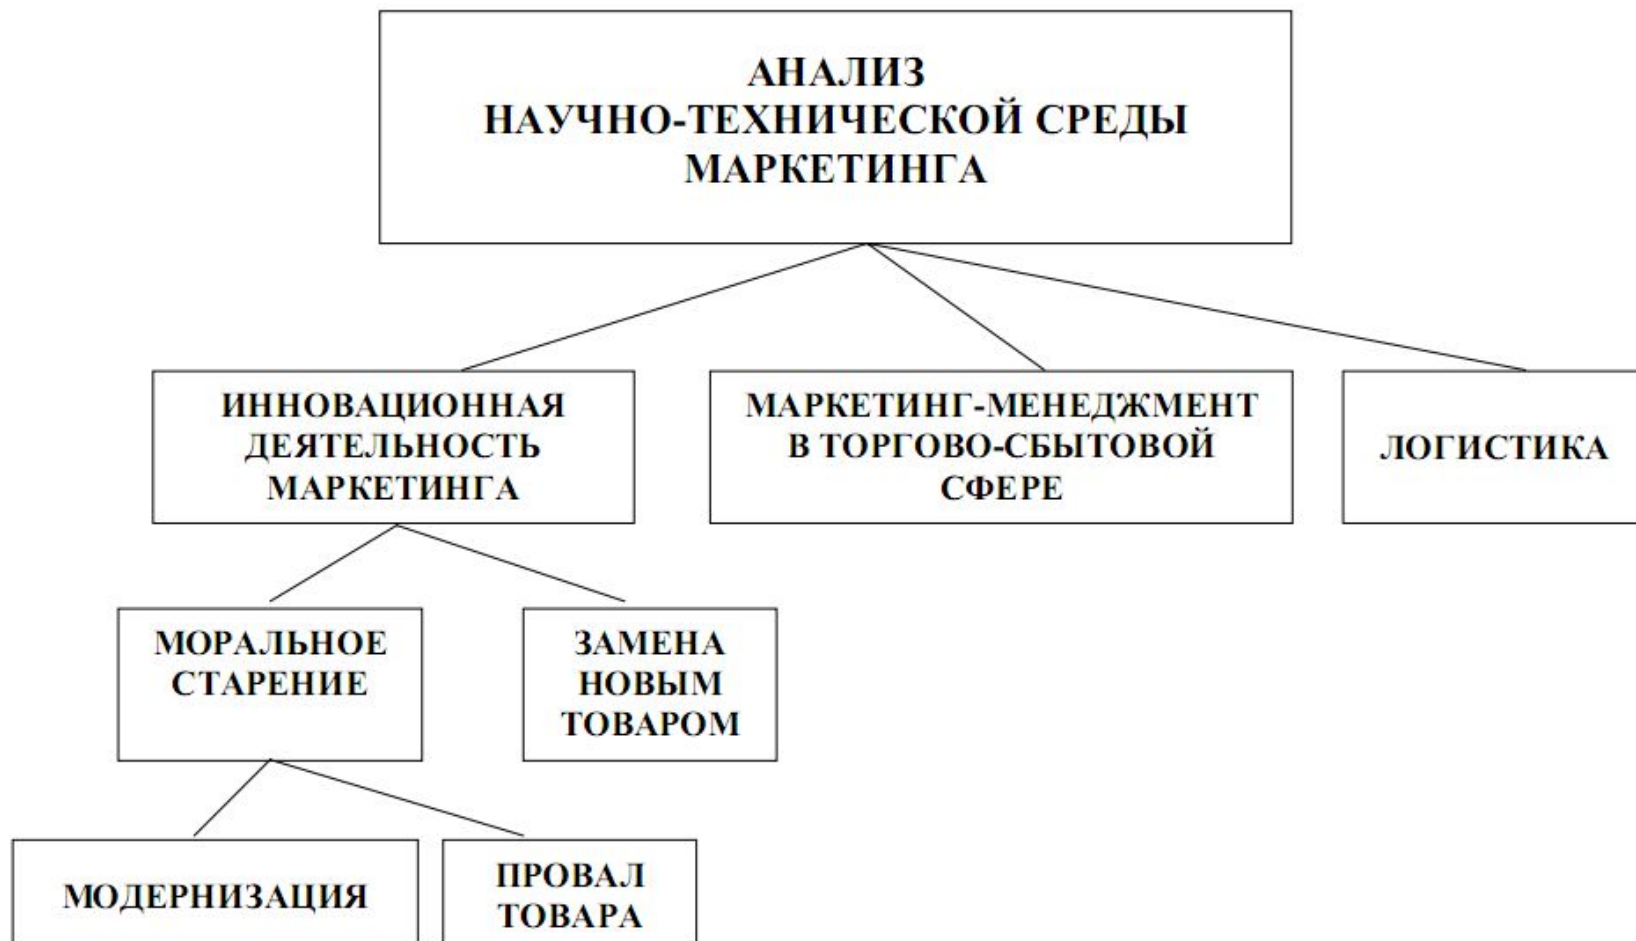 АНАЛИЗ
НАУЧНО-ТЕХНИЧЕСКОЙ СРЕДЫ
МАРКЕТИНГА
ИННОВАЦИОННАЯ
ДЕЯТЕЛЬНОСТЬ
МАРКЕТИНГА
МАРКЕТИНГ-МЕНЕДЖМЕНТ
В ТОРГОВО-СБЫТОВОЙ
СФЕРЕ
ЛОГИСТИКА
МОРАЛЬНОЕ
СТАРЕНИЕ
ЗАМЕНА
НОВЫМ
ТОВАРОМ
МОДЕРНИЗАЦИЯ
ПРОВАЛ
ТОВАРА